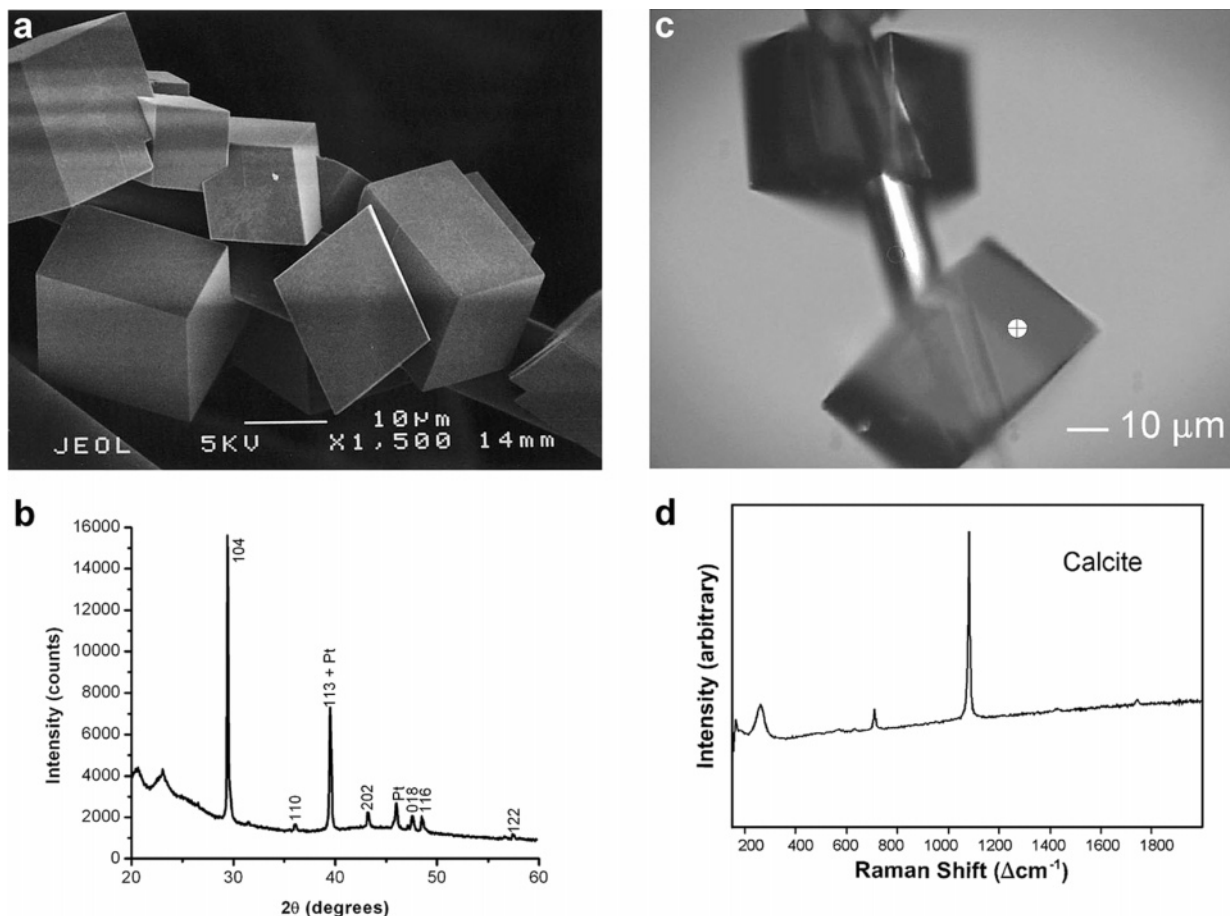 a
10µm
JEOL 5KV X1,500 14mm
c
10 µm
b
16000
14000
12000
10000
8000
6000
4000
2000
0
Intensity (counts)
20 30 40 50 60
2θ (degrees)
104
110
113 + Pt
202
Pt
018
116
122
d
Calcite
Intensity (arbitrary)
200 400 600 800 1000 1200 1400 1600 1800
Raman Shift (Δcm⁻¹)